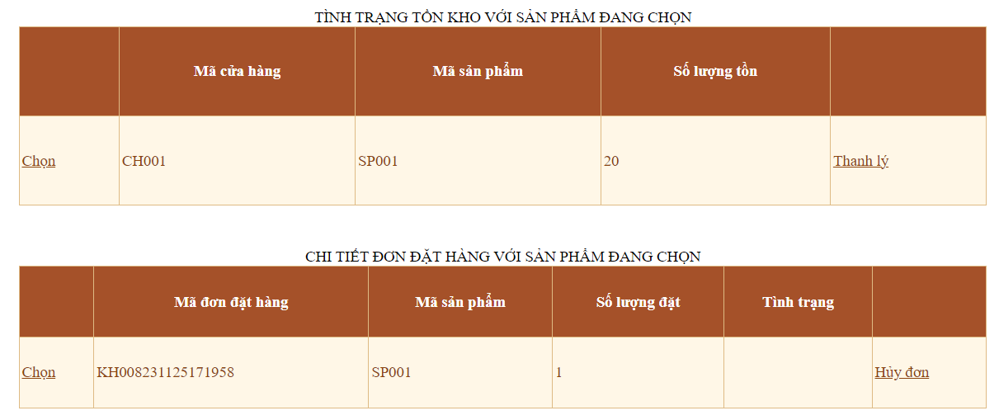 TÌNH TRẠNG TỒN KHO VỚI SẢN PHẨM ĐANG CHỌN
Mã cửa hàng Mã sản phẩm Số lượng tồn
Chọn CH001 SP001 20 Thanh lý
CHI TIẾT ĐƠN ĐẶT HÀNG VỚI SẢN PHẨM ĐANG CHỌN
Mã đơn đặt hàng Mã sản phẩm Số lượng đặt Tình trạng
Chọn KH008231125171958 SP001 1 Hủy đơn